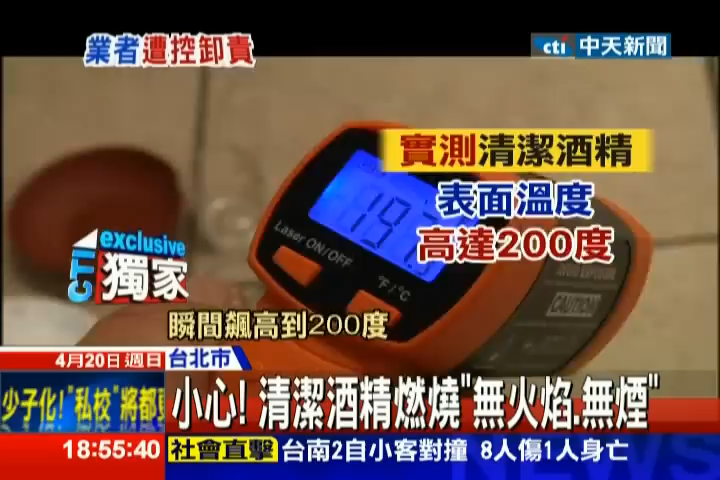 業者遭控卸責
cti 中天新聞
實測清潔酒精
表面溫度
高達200度
Laser ON/OFF
°F/°C
CAUTION
CTi exclusive
獨家
瞬間飆高到200度
4月20日 週日 台北市
少子化!"私校"將都
小心! 清潔酒精燃燒"無火焰.無煙"
18:55:40 社會直擊 台南2自小客對撞 8人傷1人身亡
NEWS